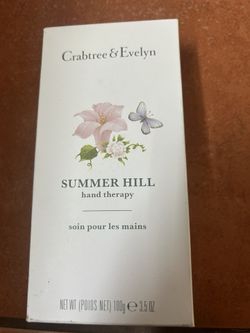 Crabtree & Evelyn
SUMMER HILL
hand therapy
soin pour les mains
NET WT (POIDS NET) 100g ℮ 3.5 OZ